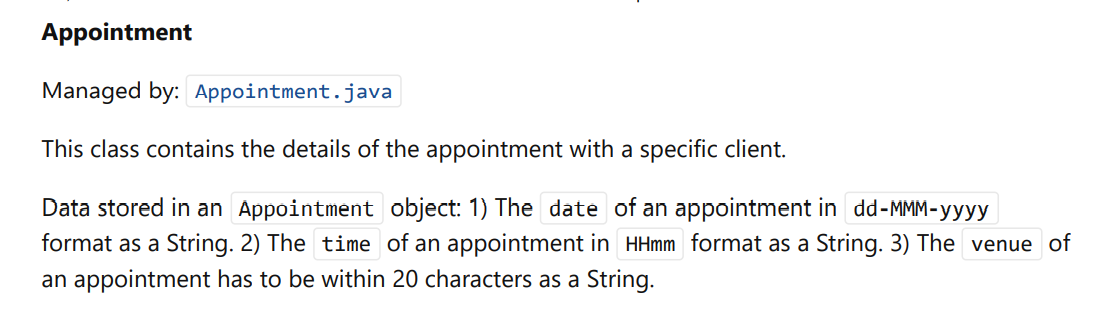 Appointment
Managed by: Appointment.java
This class contains the details of the appointment with a specific client.
Data stored in an Appointment object: 1) The date of an appointment in dd-MMM-yyyy
format as a String. 2) The time of an appointment in HHmm format as a String. 3) The venue of
an appointment has to be within 20 characters as a String.